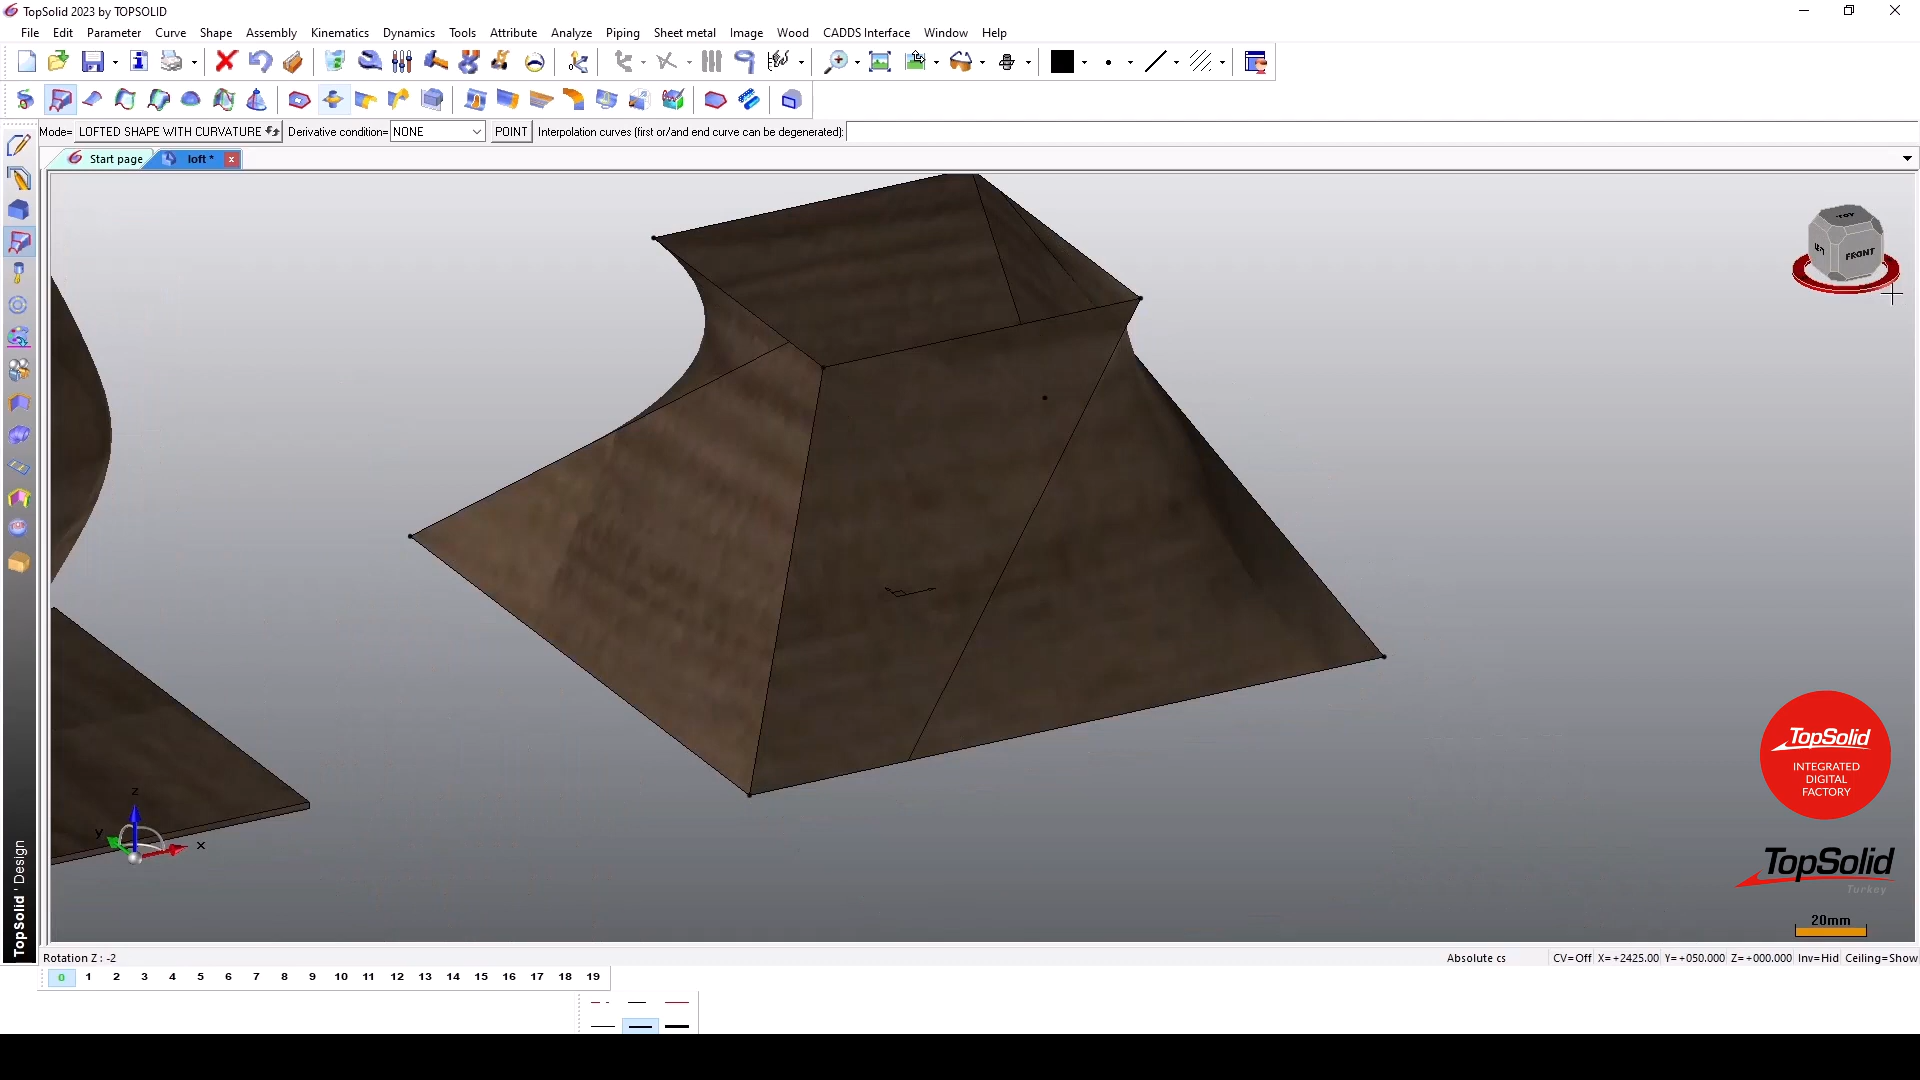 TopSolid 2023 by TOPSOLID
File Edit Parameter Curve Shape Assembly Kinematics Dynamics Tools Attribute Analyze Piping Sheet metal Image Wood CADDS Interface Window Help
Mode= LOFTED SHAPE WITH CURVATURE Derivative condition= NONE POINT Interpolation curves (first or/and end curve can be degenerated):
Start page loft *
TOP
LEFT FRONT
TopSolid
INTEGRATED
DIGITAL
FACTORY
z
y
x
TopSolid
Turkey
20mm
TopSolid ' Design
Rotation Z : -2 Absolute cs CV=Off X=+2425.00 Y=+050.000 Z=+000.000 Inv=Hid Ceiling=Show
0 1 2 3 4 5 6 7 8 9 10 11 12 13 14 15 16 17 18 19